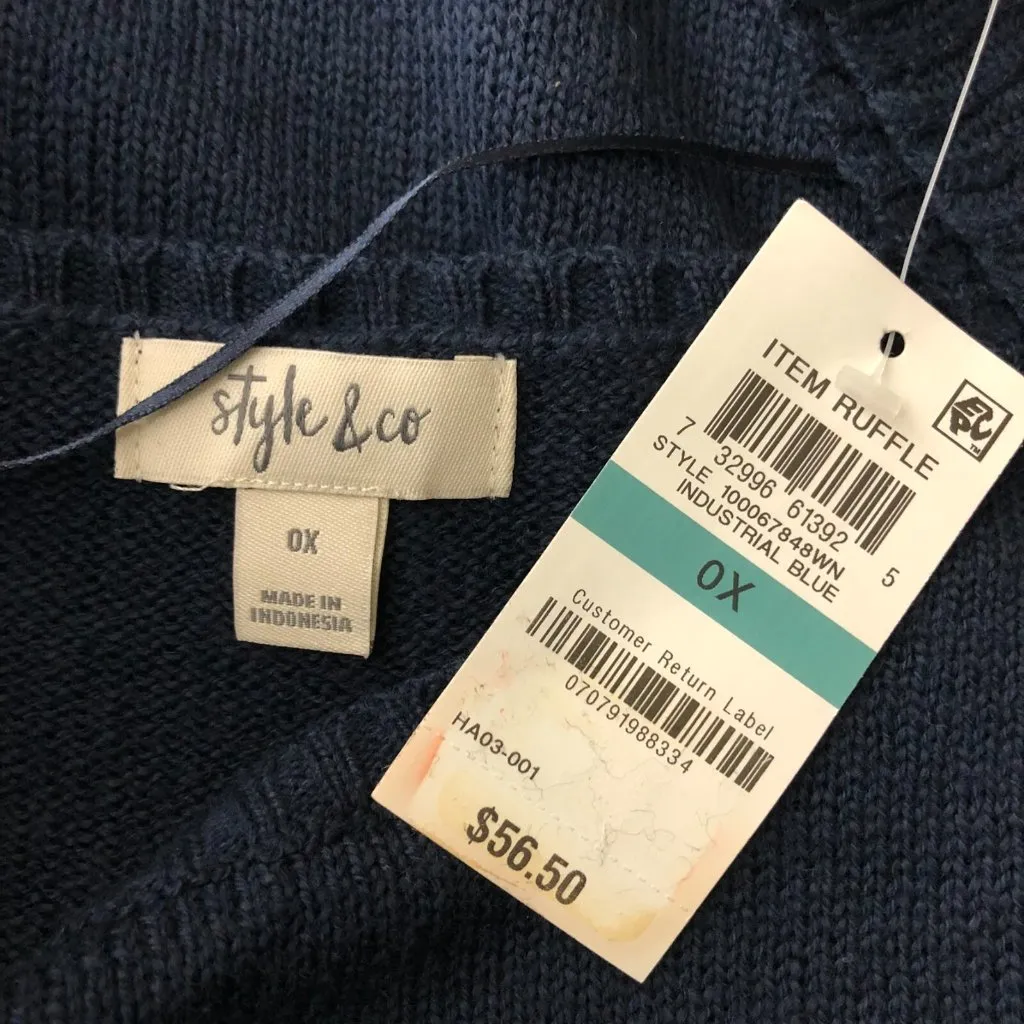 style & co
0X
MADE IN
INDONESIA
ITEM RUFFLE
7 32996 61392 5
STYLE 100067848WN
INDUSTRIAL BLUE
0X
Customer Return Label
070791988334
HA03-001
$56.50